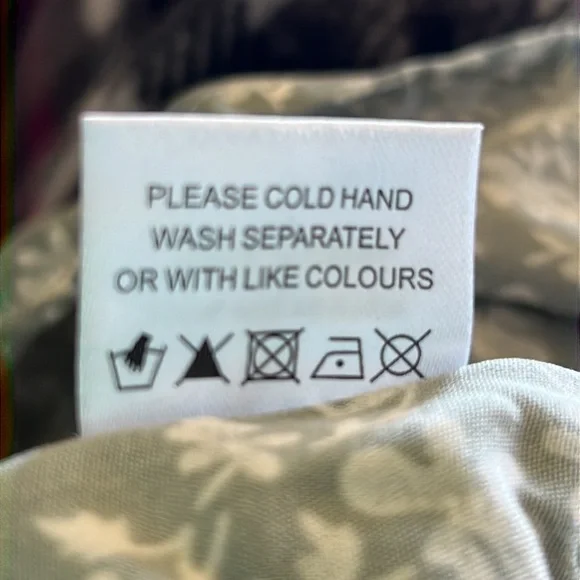 PLEASE COLD HAND
WASH SEPARATELY
OR WITH LIKE COLOURS